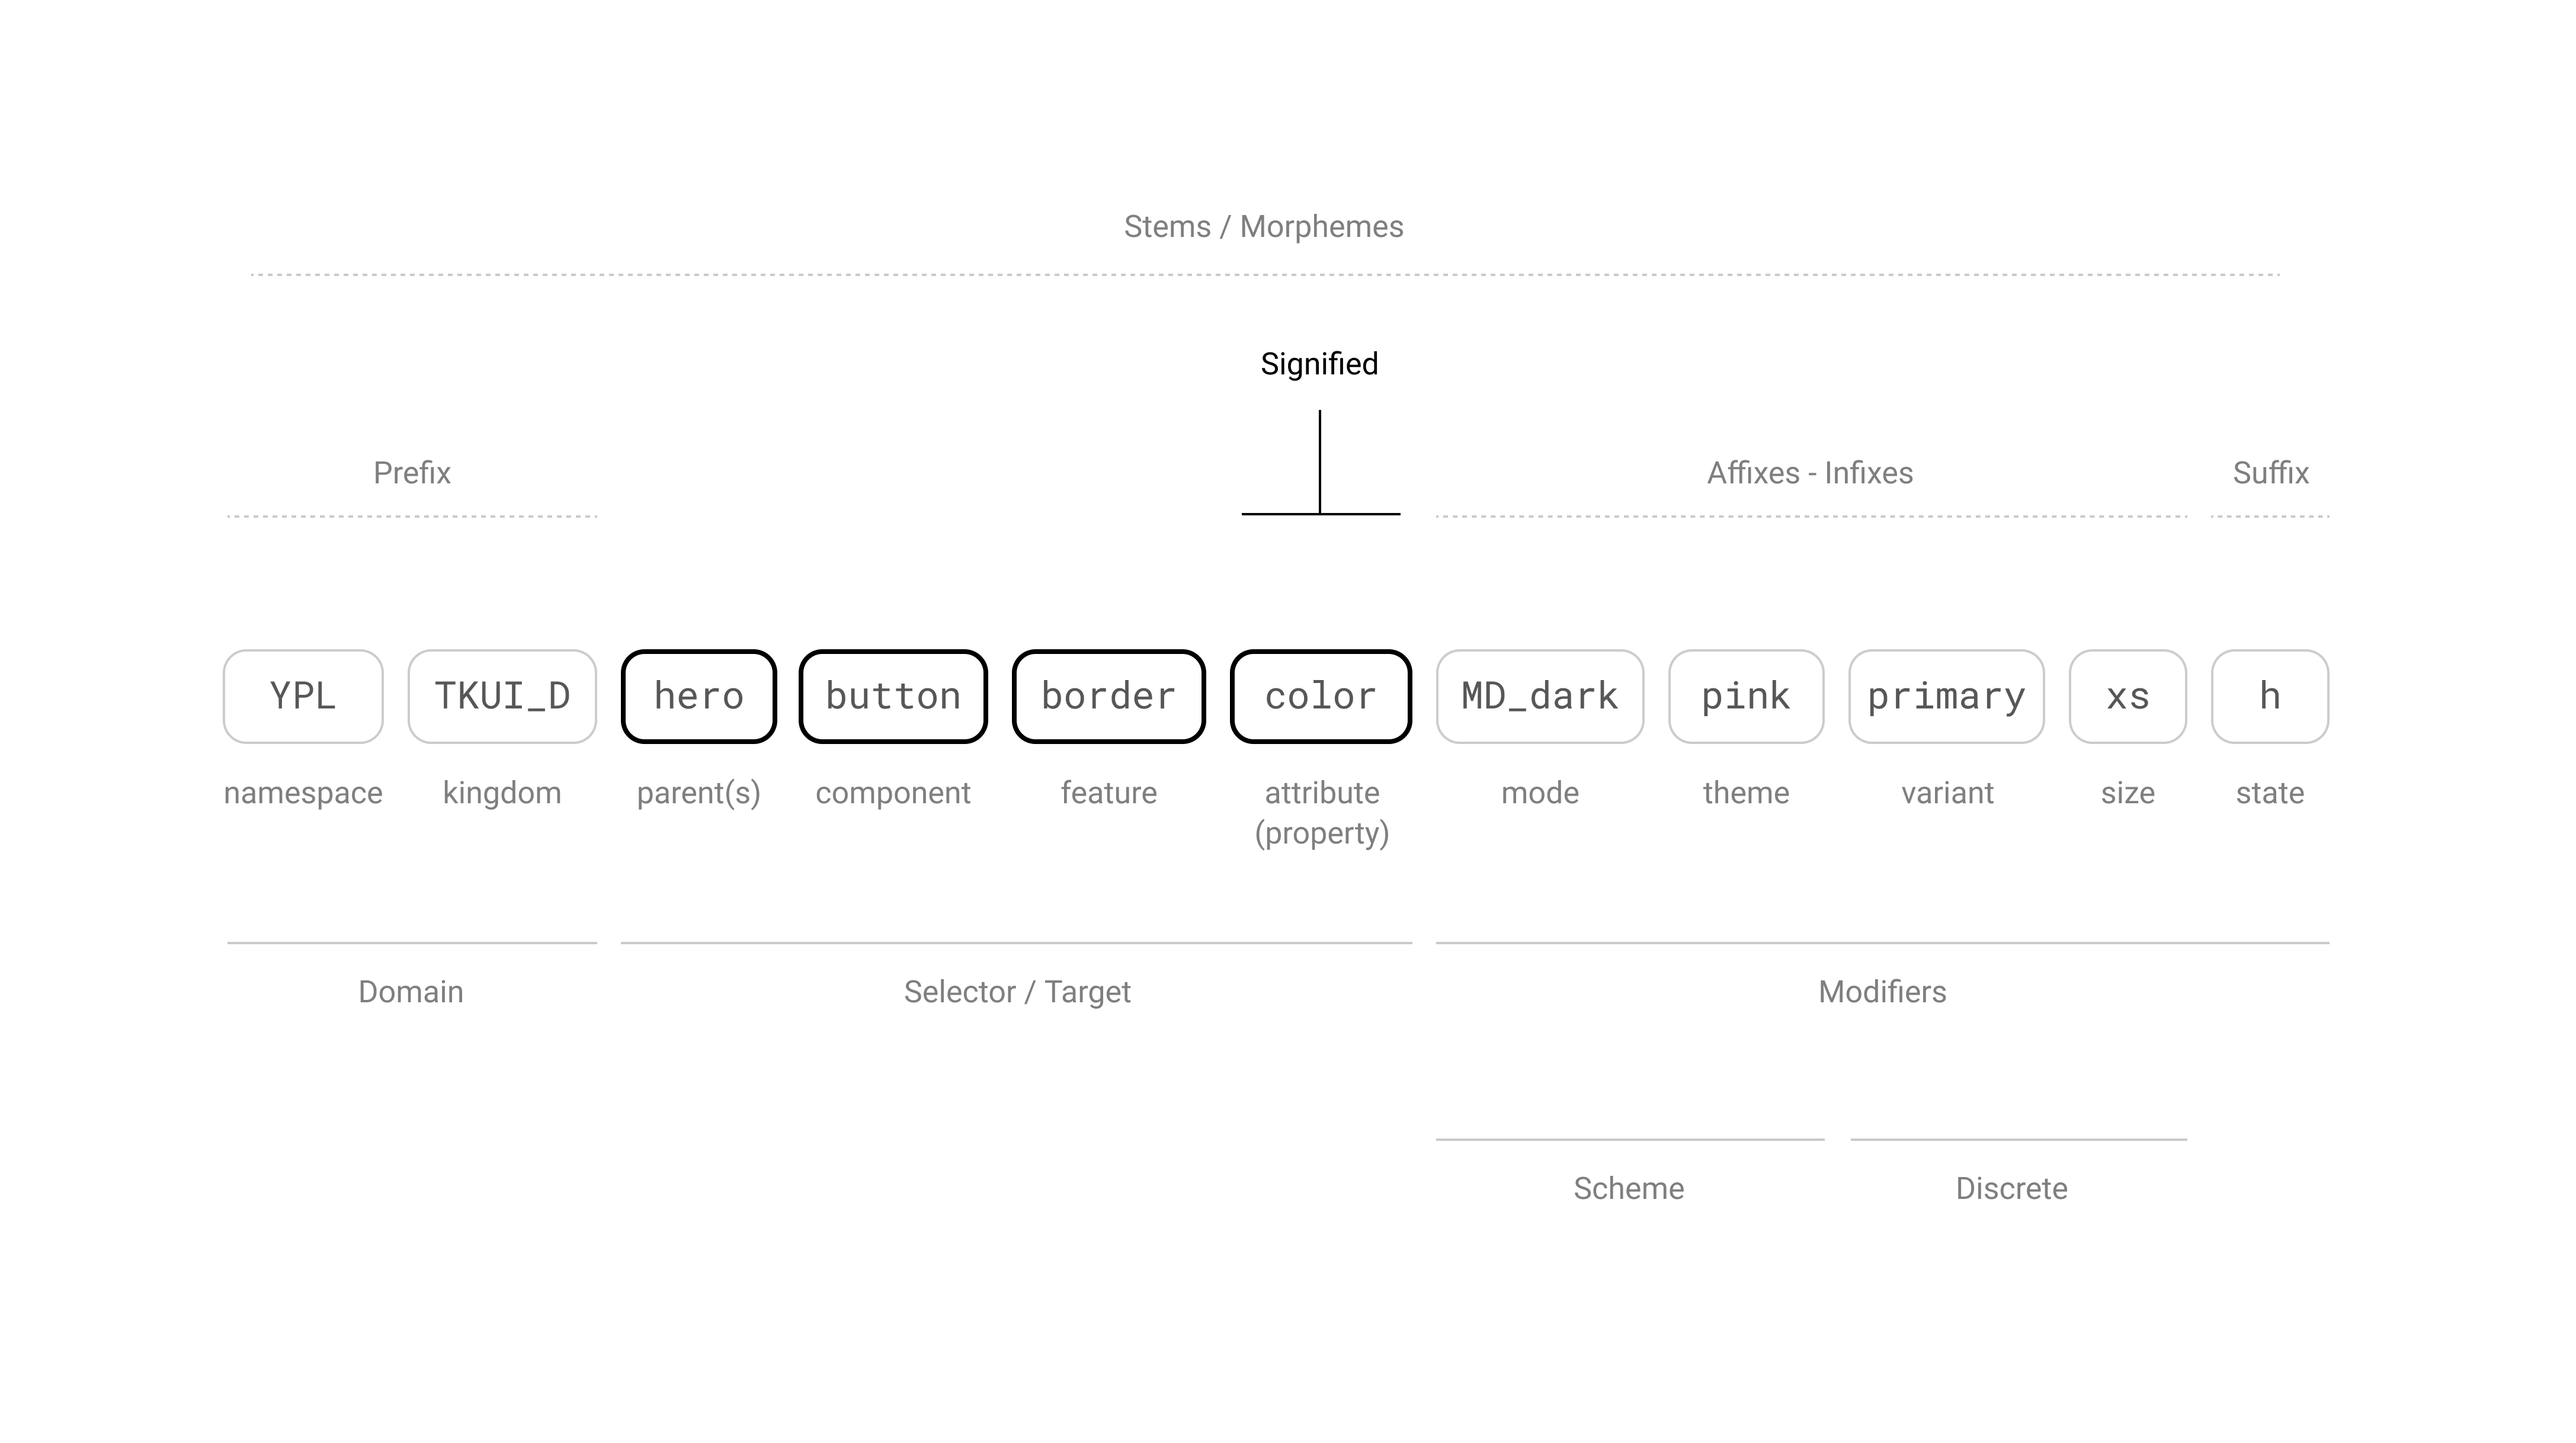 Stems / Morphemes
Signified
Prefix
Affixes - Infixes
Suffix
YPL
TKUI_D
hero
button
border
color
MD_dark
pink
primary
xs
h
namespace
kingdom
parent(s)
component
feature
attribute
(property)
mode
theme
variant
size
state
Domain
Selector / Target
Modifiers
Scheme
Discrete